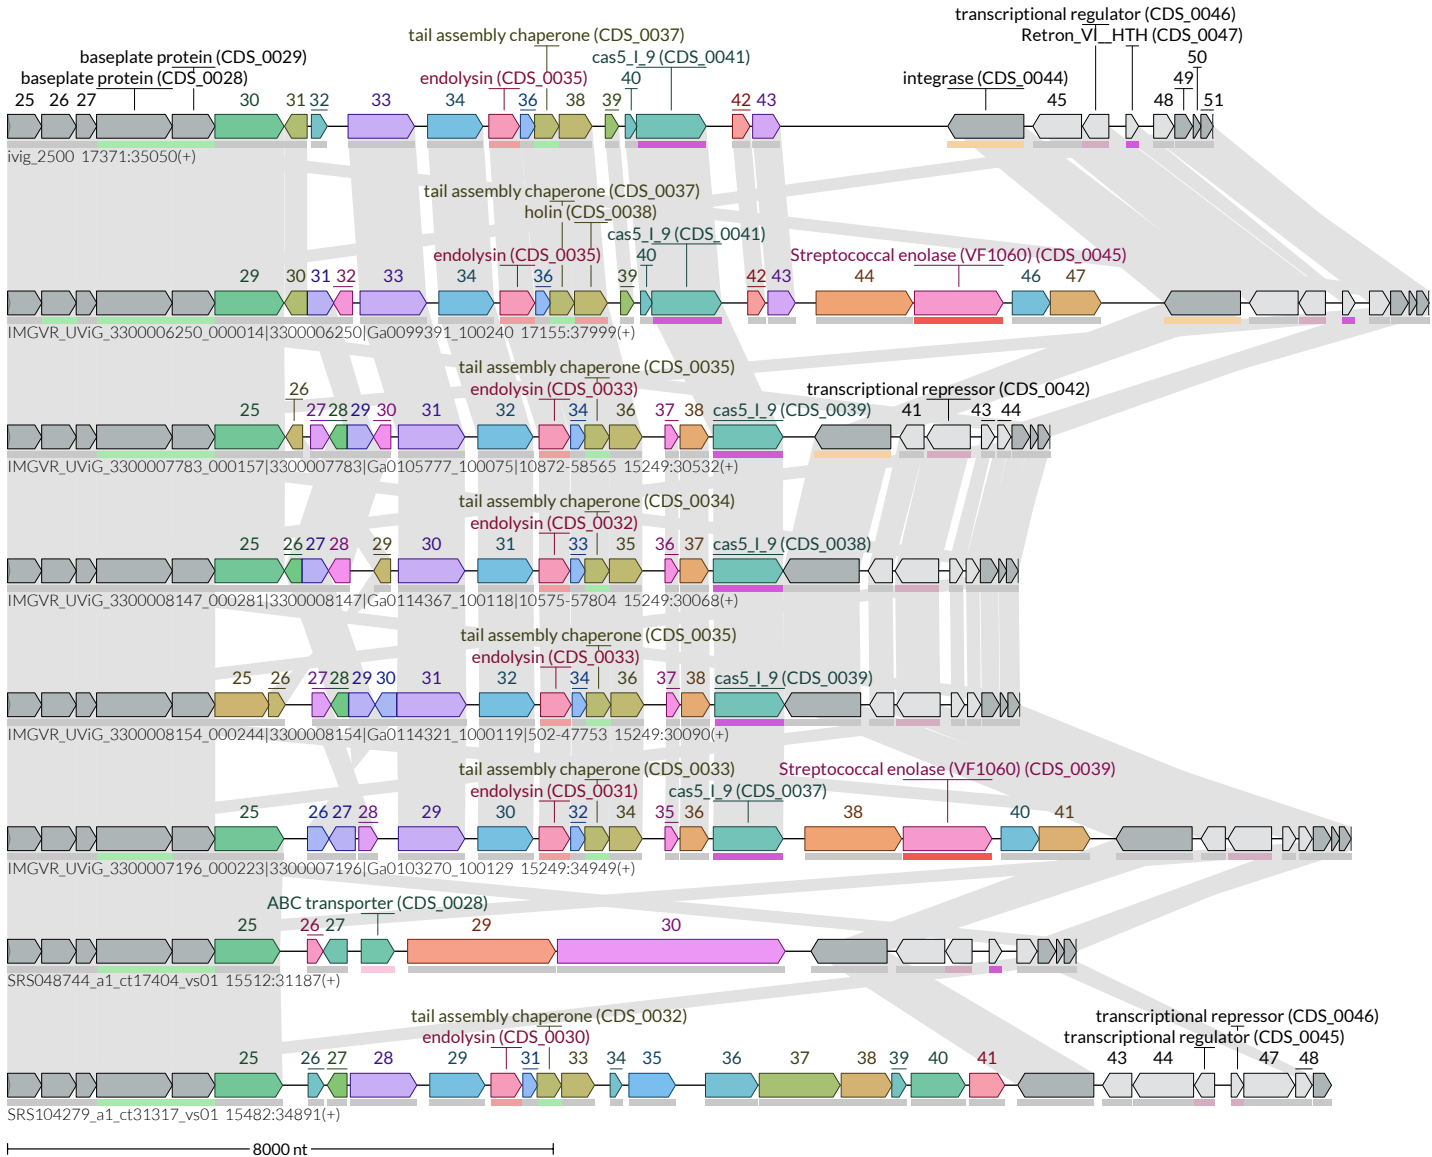 transcriptional regulator (CDS_0046)
tail assembly chaperone (CDS_0037) Retron_VI__HTH (CDS_0047)
baseplate protein (CDS_0029) cas5_I_9 (CDS_0041) 50
baseplate protein (CDS_0028) endolysin (CDS_0035) 40 integrase (CDS_0044) 49
25 26 27 30 31 32 33 34 36 38 39 42 43 45 48 51
ivig_2500 17371:35050(+)
tail assembly chaperone (CDS_0037)
holin (CDS_0038)
cas5_I_9 (CDS_0041)
endolysin (CDS_0035) 40 Streptococcal enolase (VF1060) (CDS_0045)
29 30 31 32 33 34 36 39 42 43 44 46 47
IMGVR_UViG_3300006250_000014|3300006250|Ga0099391_100240 17155:37999(+)
tail assembly chaperone (CDS_0035)
26 endolysin (CDS_0033) transcriptional repressor (CDS_0042)
25 27 28 29 30 31 32 34 36 37 38 cas5_I_9 (CDS_0039) 41 43 44
IMGVR_UViG_3300007783_000157|3300007783|Ga0105777_100075|10872-58565 15249:30532(+)
tail assembly chaperone (CDS_0034)
endolysin (CDS_0032)
25 26 27 28 29 30 31 33 35 36 37 cas5_I_9 (CDS_0038)
IMGVR_UViG_3300008147_000281|3300008147|Ga0114367_100118|10575-57804 15249:30068(+)
tail assembly chaperone (CDS_0035)
endolysin (CDS_0033)
25 26 27 28 29 30 31 32 34 36 37 38 cas5_I_9 (CDS_0039)
IMGVR_UViG_3300008154_000244|3300008154|Ga0114321_1000119|502-47753 15249:30090(+)
tail assembly chaperone (CDS_0033) Streptococcal enolase (VF1060) (CDS_0039)
endolysin (CDS_0031) cas5_I_9 (CDS_0037)
25 26 27 28 29 30 32 34 35 36 38 40 41
IMGVR_UViG_3300007196_000223|3300007196|Ga0103270_100129 15249:34949(+)
ABC transporter (CDS_0028)
25 26 27 29 30
SRS048744_a1_ct17404_vs01 15512:31187(+)
tail assembly chaperone (CDS_0032) transcriptional repressor (CDS_0046)
endolysin (CDS_0030) transcriptional regulator (CDS_0045)
25 26 27 28 29 31 33 34 35 36 37 38 39 40 41 43 44 47 48
SRS104279_a1_ct31317_vs01 15482:34891(+)
8000 nt